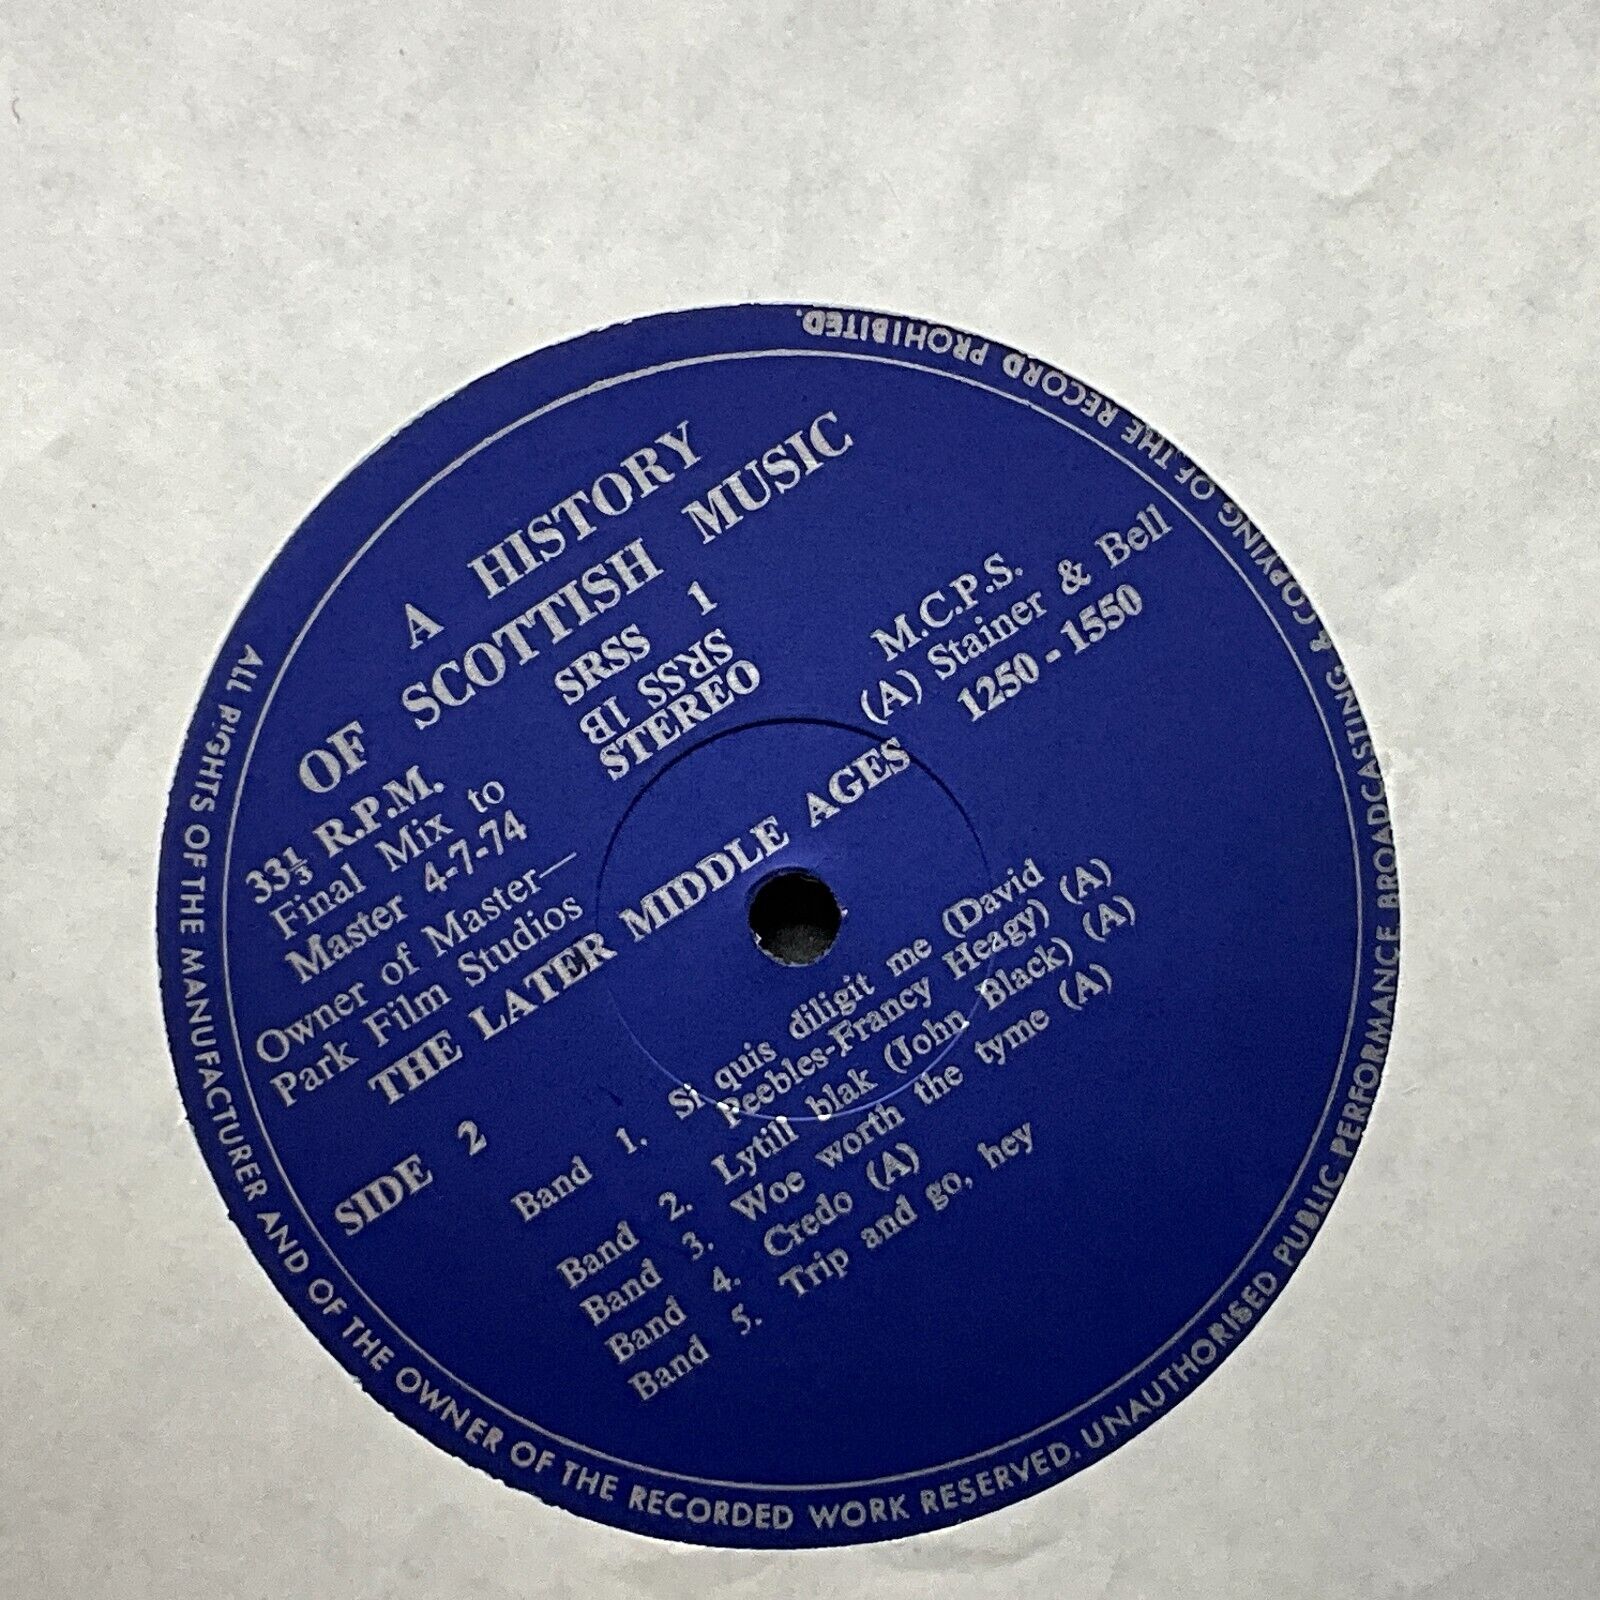 A HISTORY
OF SCOTTISH MUSIC
33⅓ R.P.M.
Final Mix to
Master 4-7-74
Owner of Master—
Park Film Studios
SRSS 1
SRSS 1B
STEREO
M.C.P.S.
(A) Stainer & Bell
THE LATER MIDDLE AGES 1250 - 1550
SIDE 2
Band 1. Si quis diligit me (David
Peebles-Francy Heagy) (A)
Band 2. Lytill blak (John Black) (A)
Band 3. Woe worth the tyme (A)
Band 4. Credo (A)
Band 5. Trip and go, hey
ALL RIGHTS OF THE MANUFACTURER AND OF THE OWNER OF THE RECORDED WORK RESERVED. UNAUTHORISED PUBLIC PERFORMANCE BROADCASTING & COPYING OF THE RECORD PROHIBITED.